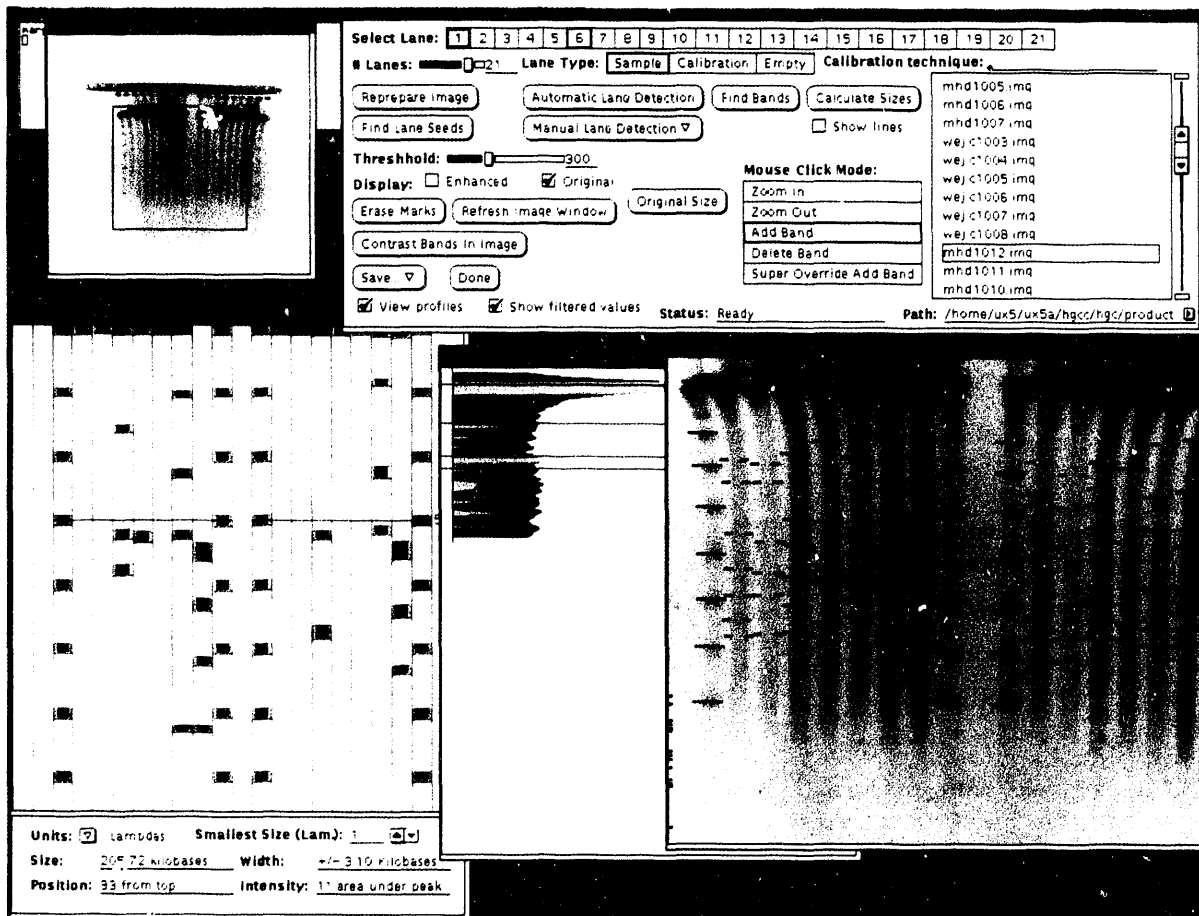 Select Lane: 1 2 3 4 5 6 7 8 9 10 11 12 13 14 15 16 17 18 19 20 21
# Lanes: 21 Lane Type: Sample Calibration Empty Calibration technique:
Reprepare Image Automatic Lane Detection Find Bands Calculate Sizes
Find Lane Seeds Manual Lane Detection Show lines
Threshhold: 300
Display: Enhanced Original
Erase Marks Refresh Image Window Original Size
Contrast Bands In Image
Save... Done
View profiles Show filtered values
Mouse Click Mode:
Zoom In
Zoom Out
Add Band
Delete Band
Super Override Add Band
mhd1005.img
mhd1006.img
mhd1007.img
wejc1003.img
wejc1004.img
wejc1005.img
wejc1006.img
wejc1007.img
wejc1008.img
mhd1012.img
mhd1011.img
mhd1010.img
Status: Ready Path: /home/ux5/ux5a/hgcc/hgc/product
Units: Lambdas Smallest Size (Lam.): 1
Size: 205.72 kilobases Width: +/- 3.10 Kilobases
Position: 93 from top Intensity: 11 area under peak